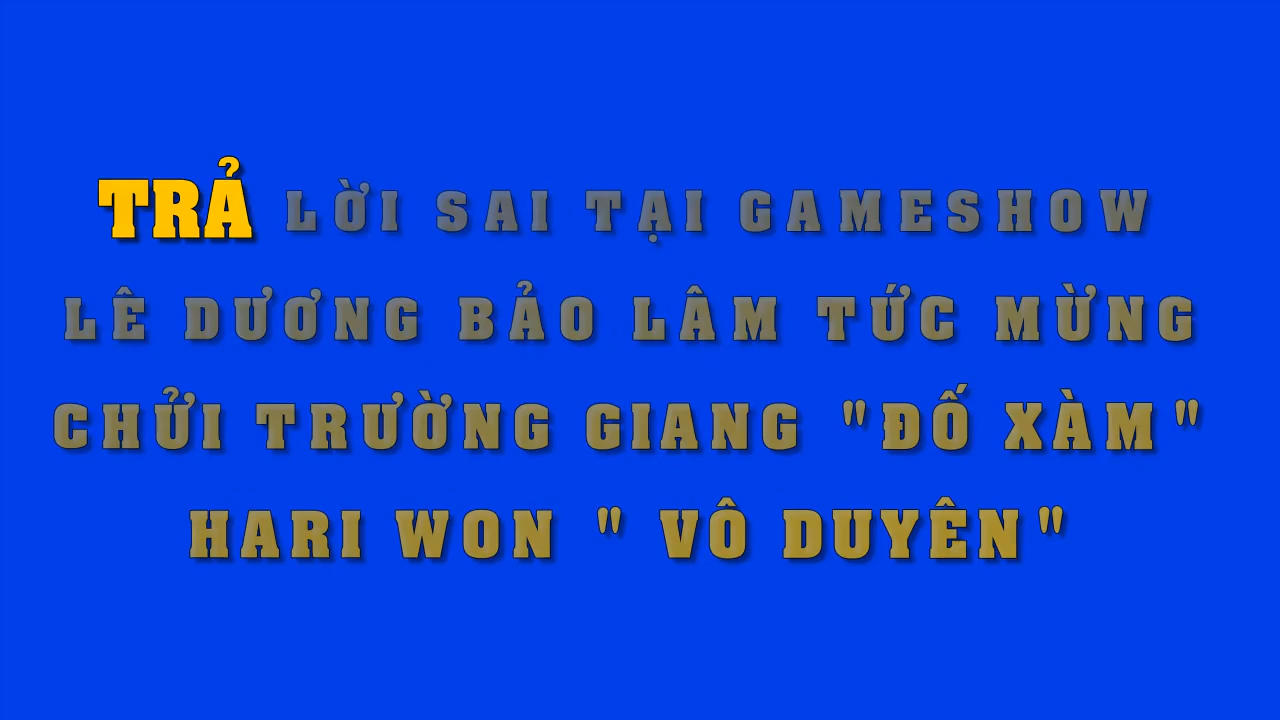 TRẢ LỜI SAI TẠI GAMESHOW
LÊ DƯƠNG BẢO LÂM TỨC MỪNG
CHỬI TRƯỜNG GIANG "ĐỐ XÀM"
HARI WON " VÔ DUYÊN"